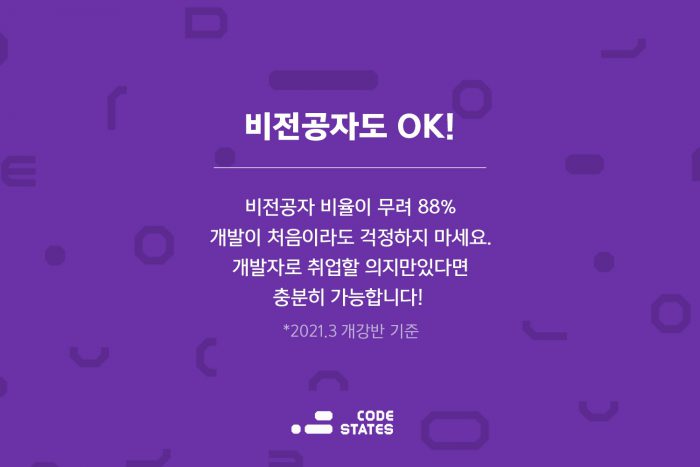 비전공자도 OK!
비전공자 비율이 무려 88%
개발이 처음이라도 걱정하지 마세요.
개발자로 취업할 의지만있다면
충분히 가능합니다!
*2021.3 개강반 기준
CODE
STATES